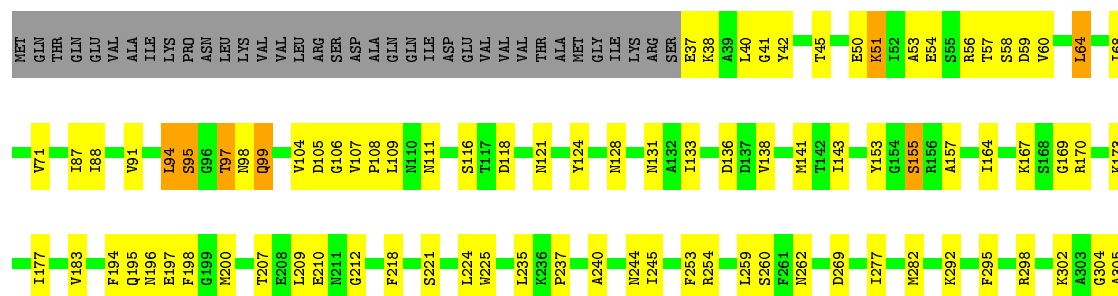 MET GLN THR GLN GLU VAL ALA ILE LYS PRO ASN LEU LYS VAL VAL LEU ARG SER ASP ALA GLN GLN ILE ASP GLU VAL VAL VAL THR ALA MET GLY ILE LYS ARG SER E37 K38 A39 L40 G41 Y42 T45 E50 K51 I52 A53 E54 S55 R56 T57 S58 D59 V60 L64 I68
V71 I87 I88 V91 L94 S95 G96 T97 N98 Q99 V104 D105 G106 V107 P108 L109 N110 N111 S116 T117 D118 N121 Y124 N128 N131 A132 I133 D136 D137 V138 M141 T142 I143 Y153 G154 S155 R156 A157 I164 K167 S168 G169 R170 K173
I177 V183 F194 Q195 N196 E197 F198 G199 M200 T207 E208 L209 E210 N211 G212 F218 S221 L224 W225 L235 K236 P237 A240 N244 I245 F253 R254 L259 S260 F261 N262 D269 I277 M282 K292 F295 R298 K302 A303 G304